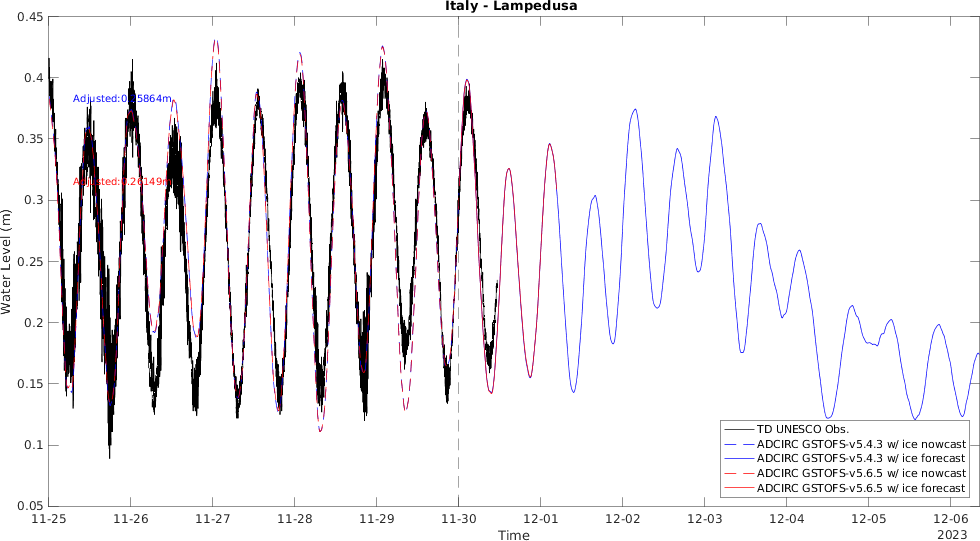 Italy - Lampedusa
0.45
0.4
0.35
0.3
0.25
0.2
0.15
0.1
0.05
Water Level (m)
Adjusted:0.05864m
Adjusted:0.26149m
TD UNESCO Obs.
ADCIRC GSTOFS-v5.4.3 w/ ice nowcast
ADCIRC GSTOFS-v5.4.3 w/ ice forecast
ADCIRC GSTOFS-v5.6.5 w/ ice nowcast
ADCIRC GSTOFS-v5.6.5 w/ ice forecast
11-25 11-26 11-27 11-28 11-29 11-30 12-01 12-02 12-03 12-04 12-05 12-06
Time 2023